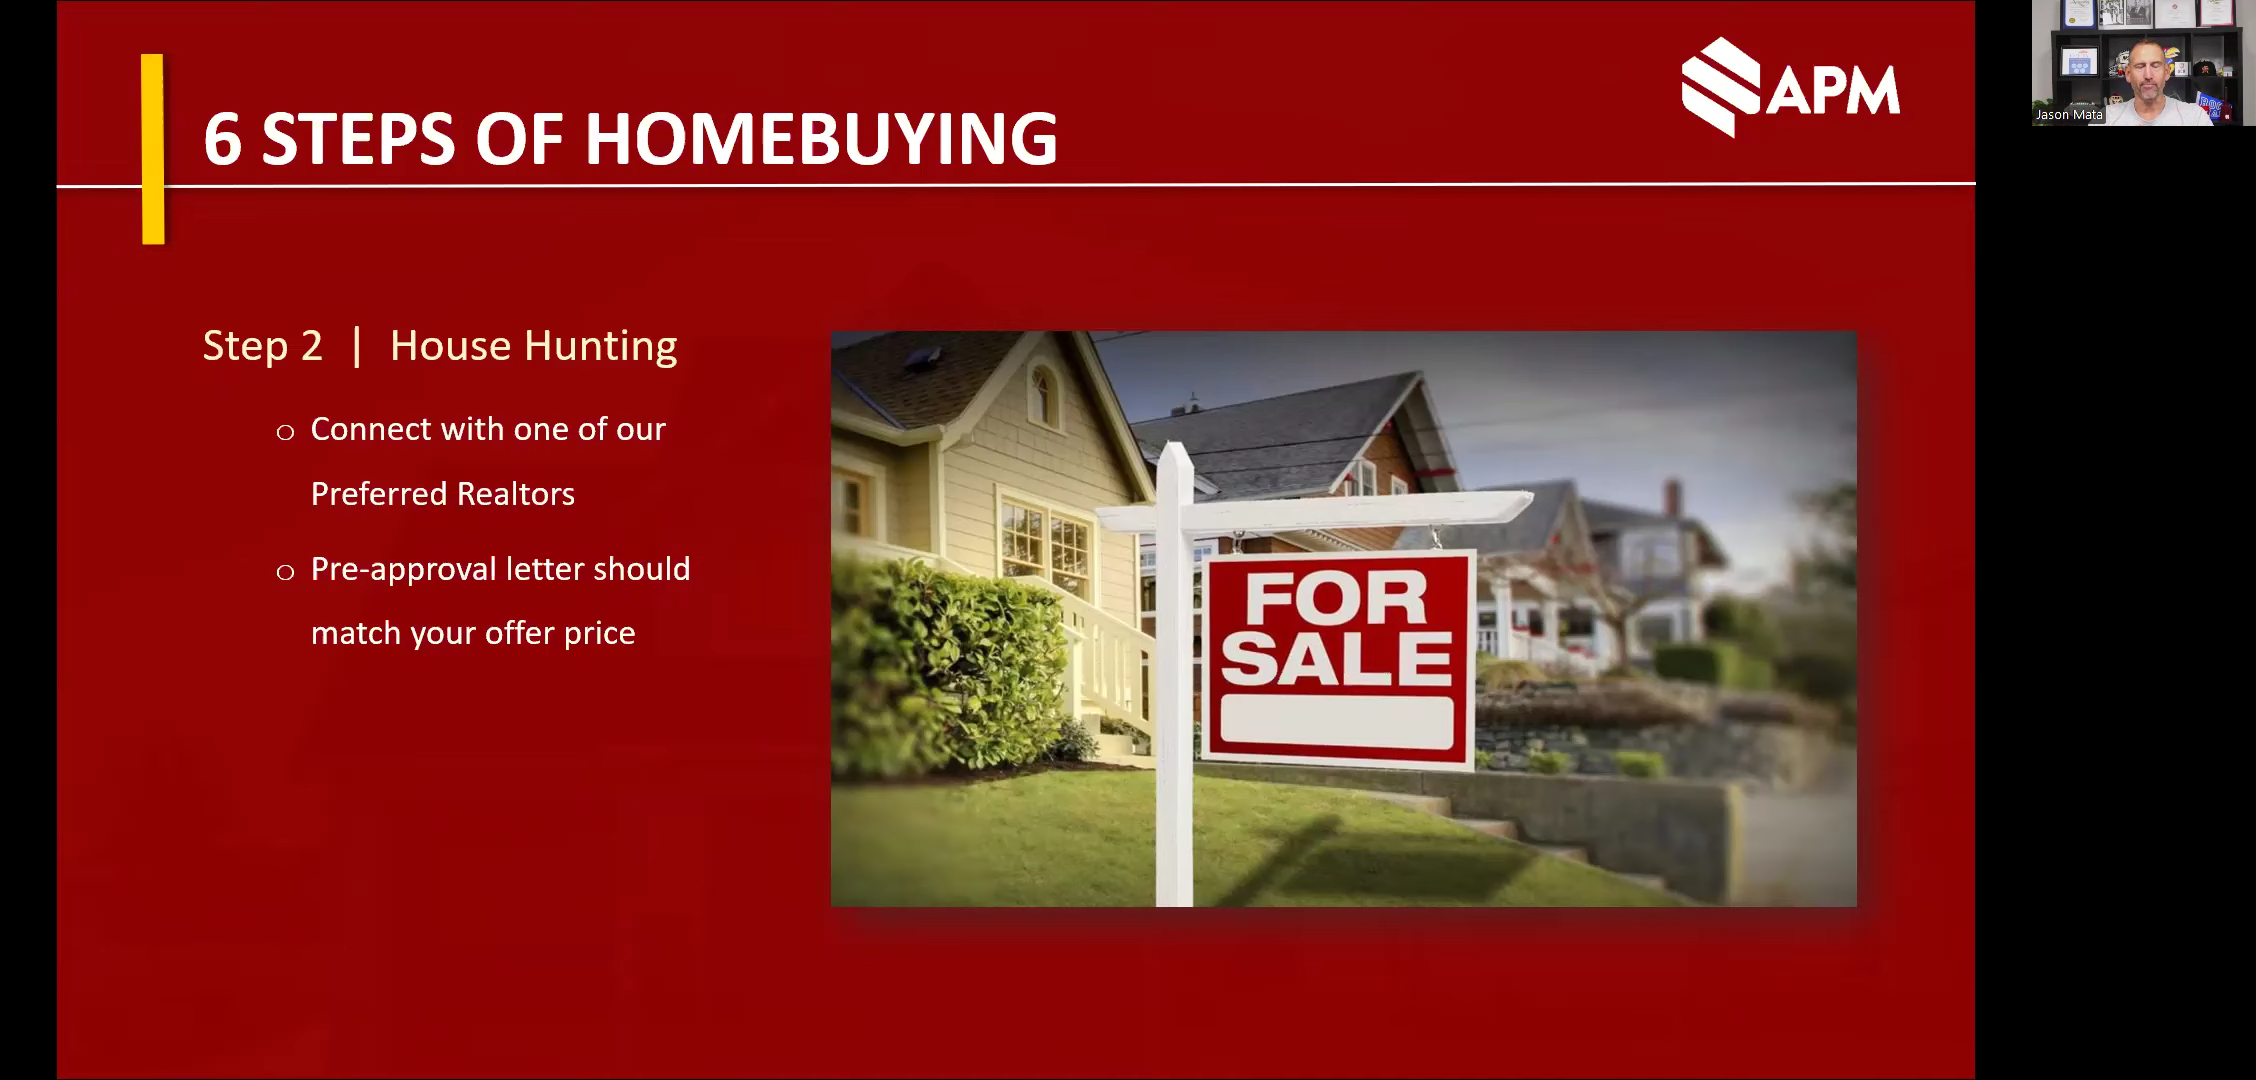 6 STEPS OF HOMEBUYING
APM
Jason Mata
Step 2 | House Hunting
o Connect with one of our
Preferred Realtors
o Pre-approval letter should
match your offer price
FOR
SALE